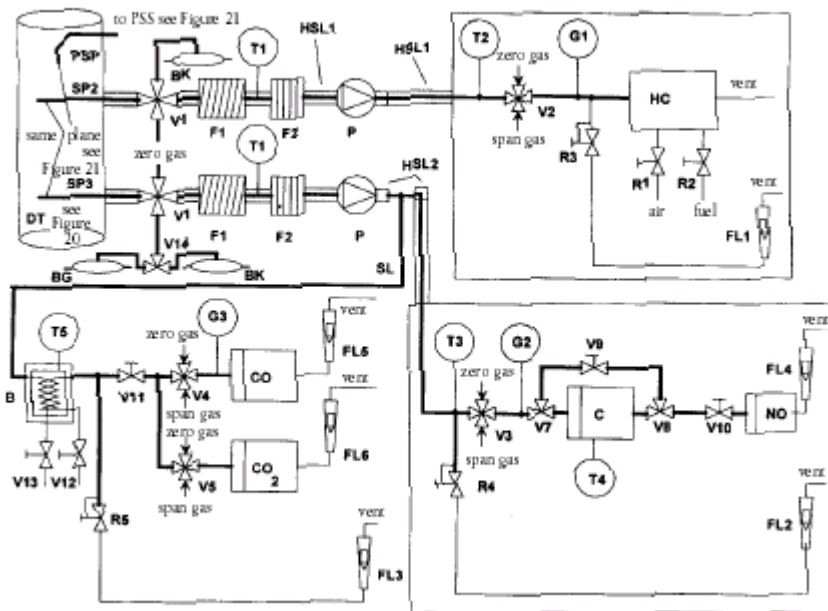 to PSS see Figure 21
PSP
BK
T1
HSL1
HSL1
T2
zero gas
G1
SP2
V1
F1
F2
P
V2
span gas
HC
vent
R3
R1
R2
air
fuel
vent
FL1
same plane
see
Figure 21
zero gas
T1
HSL2
SP3
V1
F1
F2
P
DT
see
Figure
20
V14
BG
BK
SL
T5
B
V13
V12
V11
zero gas
G3
V4
span gas
CO
vent
FL5
zero gas
V5
span gas
CO2
vent
FL6
R5
vent
FL3
T3
zero gas
G2
V9
V3
span gas
V7
C
V8
V10
NO
vent
FL4
T4
R4
vent
FL2